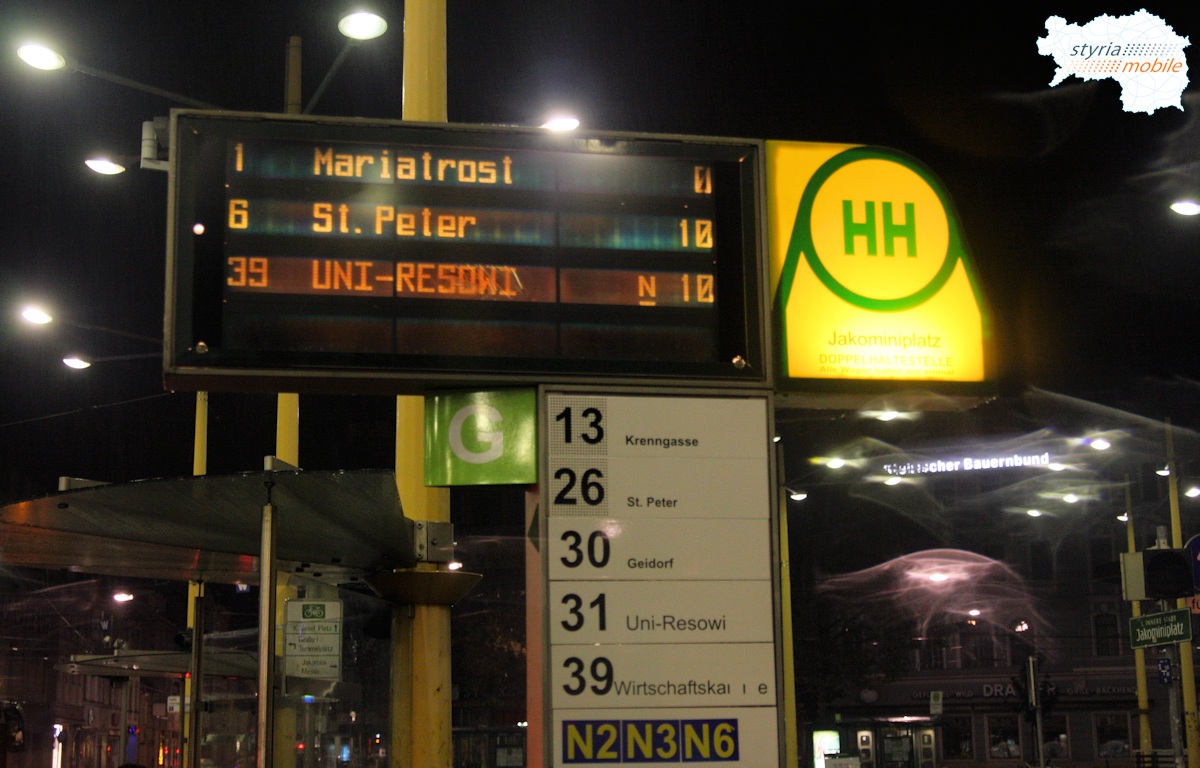 styria
mobile
1 Mariatrost 0
6 St.Peter 10
39 UNI-RESOWI N 10
HH
Jakominiplatz
DOPPELHALTESTELLE
G
13 Krenngasse
26 St. Peter
30 Geidorf
31 Uni-Resowi
39 Wirtschaftska
N2 N3 N6
Steirischer Bauernbund
Jakominiplatz